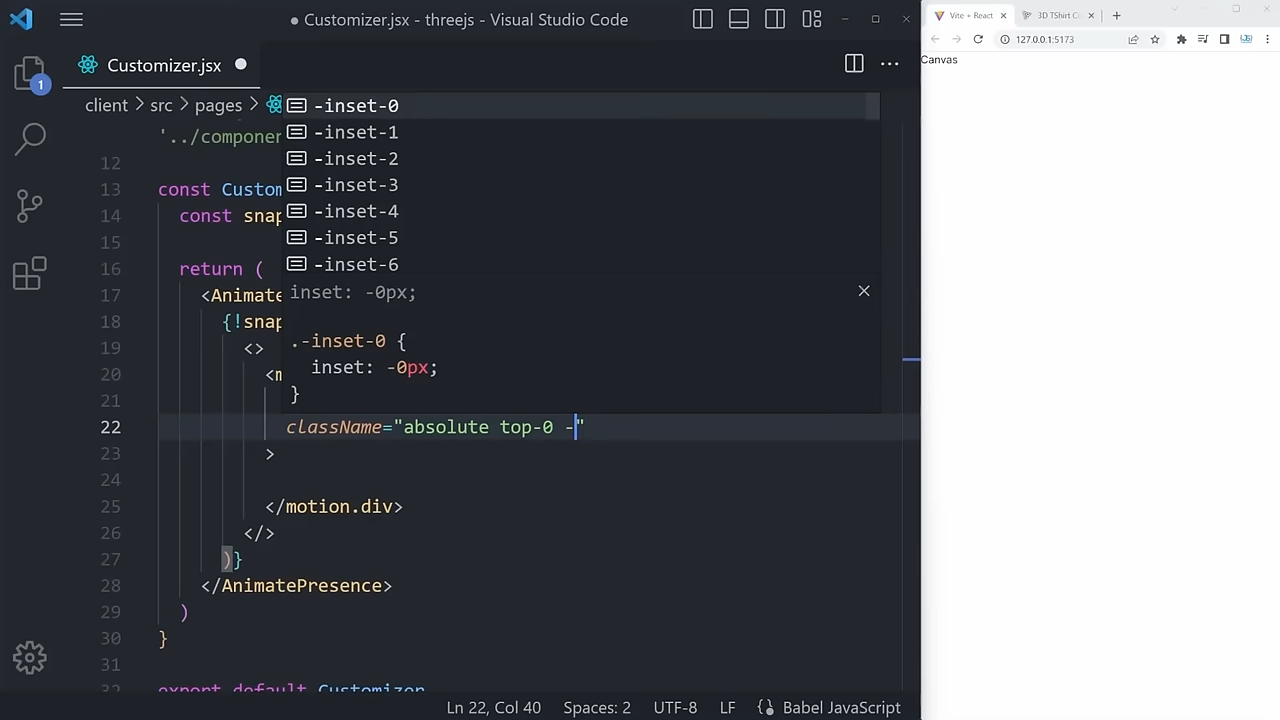 Customizer.jsx - threejs - Visual Studio Code
Vite + React
3D TShirt C
127.0.0.1:5173
Canvas
1
Customizer.jsx
client > src > pages >
'../componen
12
13 const Custom
14 const snap
15
16 return (
17 <Animate
18 {!snap
19 <>
20 <m
21
22 className="absolute top-0 -"
23 >
24
25 </motion.div>
26 </>
27 )}
28 </AnimatePresence>
29 )
30 }
31
32 export default Customizer
-inset-0
-inset-1
-inset-2
-inset-3
-inset-4
-inset-5
-inset-6
inset: -0px;
.-inset-0 {
inset: -0px;
}
Ln 22, Col 40 Spaces: 2 UTF-8 LF {} Babel JavaScript